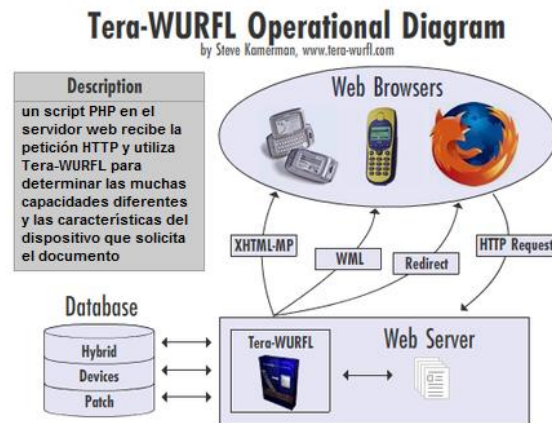 Tera-WURFL Operational Diagram
by Steve Kamerman, www.tera-wurfl.com
Description
un script PHP en el
servidor web recibe la
petición HTTP y utiliza
Tera-WURFL para
determinar las muchas
capacidades diferentes
y las características del
dispositivo que solicita
el documento
Web Browsers
XHTML-MP
WML
Redirect
HTTP Request
Database
Hybrid
Devices
Patch
Tera-WURFL
Web Server